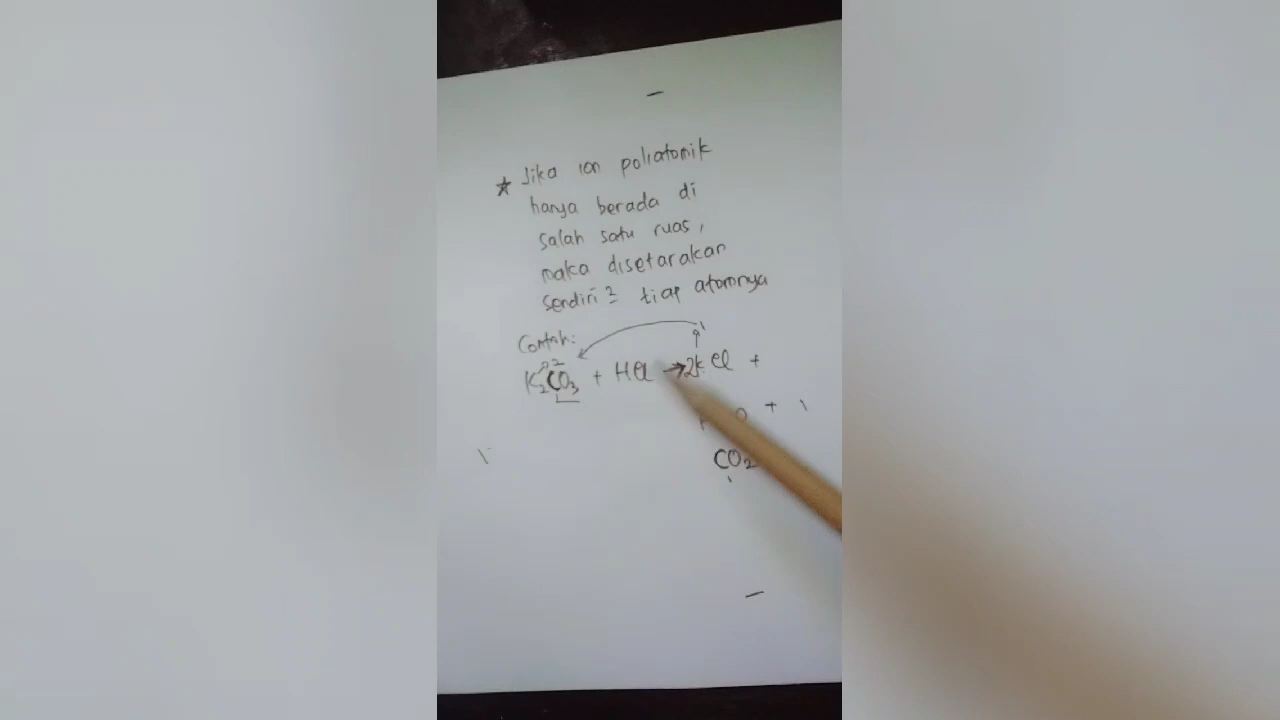 * Jika ion poliatomik
hanya berada di
salah satu ruas,
maka disetarakan
sendiri2 tiap atomnya
Contoh:
K2CO3 + HCl → 2KCl +
O +
CO2